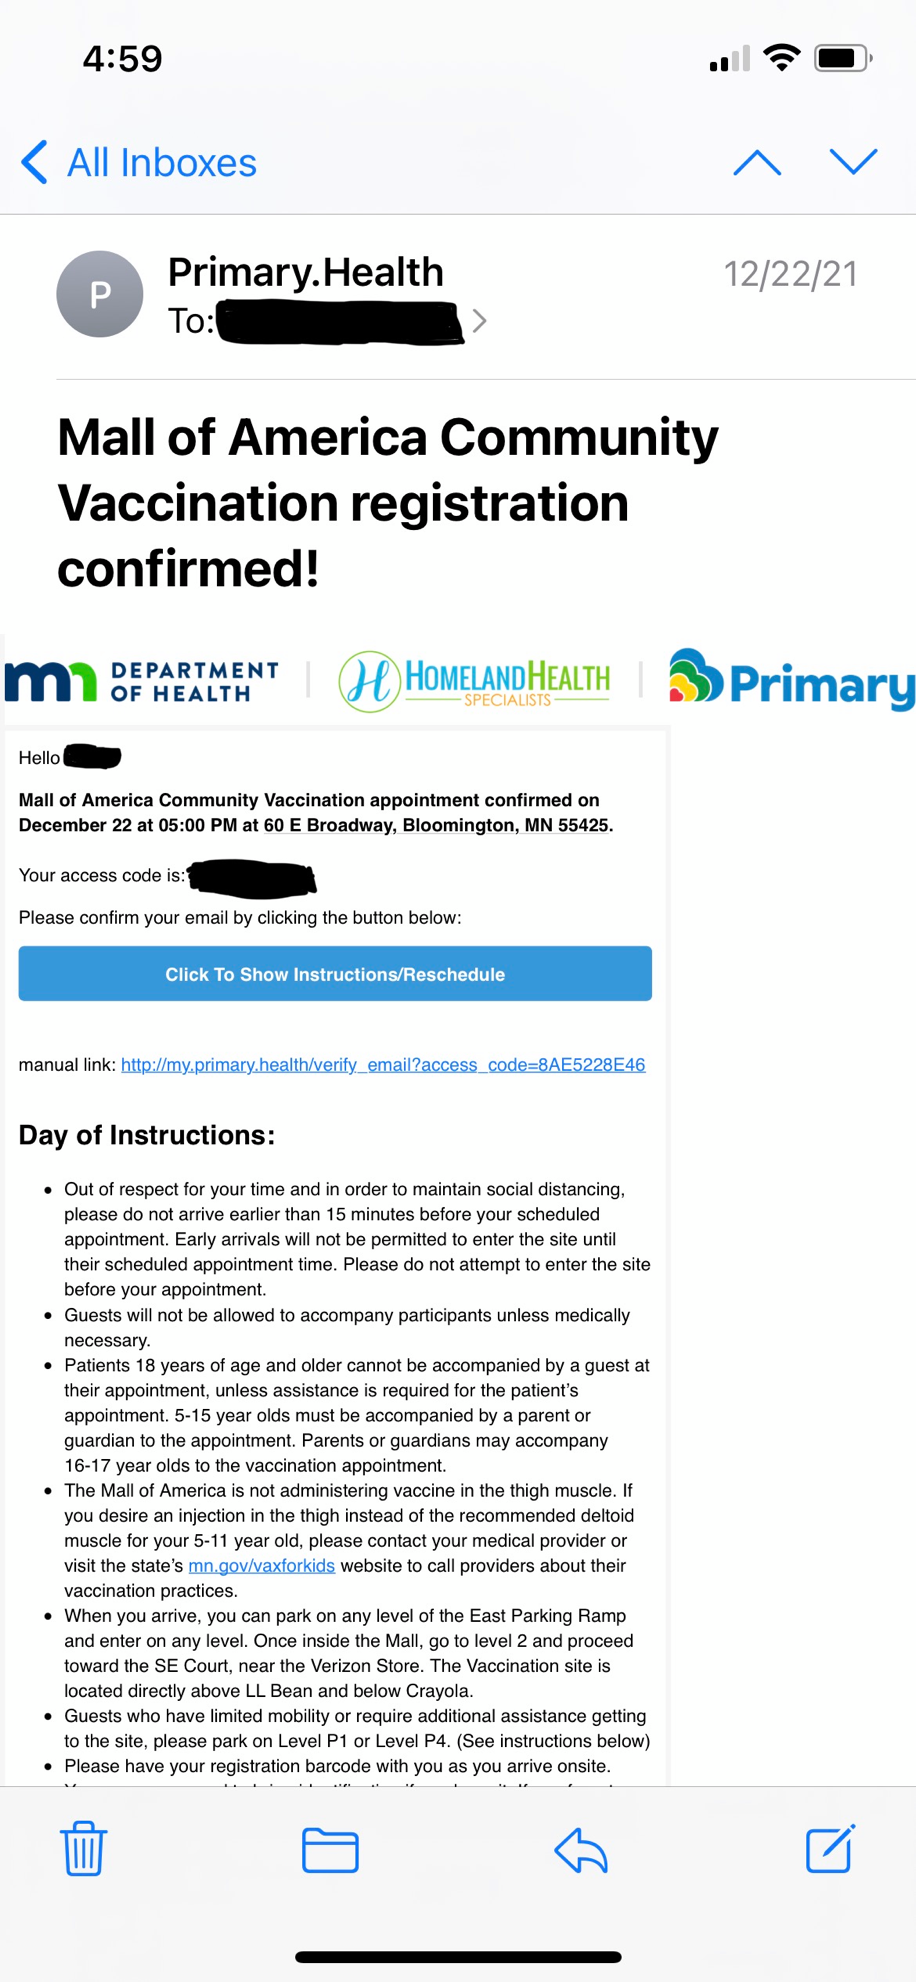 4:59
All Inboxes
P
Primary.Health
12/22/21
To:
Mall of America Community
Vaccination registration
confirmed!
mn DEPARTMENT
OF HEALTH
H HOMELAND HEALTH
SPECIALISTS
Primary
Hello
Mall of America Community Vaccination appointment confirmed on
December 22 at 05:00 PM at 60 E Broadway, Bloomington, MN 55425.
Your access code is:
Please confirm your email by clicking the button below:
Click To Show Instructions/Reschedule
manual link: http://my.primary.health/verify_email?access_code=8AE5228E46
Day of Instructions:
• Out of respect for your time and in order to maintain social distancing,
please do not arrive earlier than 15 minutes before your scheduled
appointment. Early arrivals will not be permitted to enter the site until
their scheduled appointment time. Please do not attempt to enter the site
before your appointment.
• Guests will not be allowed to accompany participants unless medically
necessary.
• Patients 18 years of age and older cannot be accompanied by a guest at
their appointment, unless assistance is required for the patient's
appointment. 5-15 year olds must be accompanied by a parent or
guardian to the appointment. Parents or guardians may accompany
16-17 year olds to the vaccination appointment.
• The Mall of America is not administering vaccine in the thigh muscle. If
you desire an injection in the thigh instead of the recommended deltoid
muscle for your 5-11 year old, please contact your medical provider or
visit the state's mn.gov/vaxforkids website to call providers about their
vaccination practices.
• When you arrive, you can park on any level of the East Parking Ramp
and enter on any level. Once inside the Mall, go to level 2 and proceed
toward the SE Court, near the Verizon Store. The Vaccination site is
located directly above LL Bean and below Crayola.
• Guests who have limited mobility or require additional assistance getting
to the site, please park on Level P1 or Level P4. (See instructions below)
• Please have your registration barcode with you as you arrive onsite.